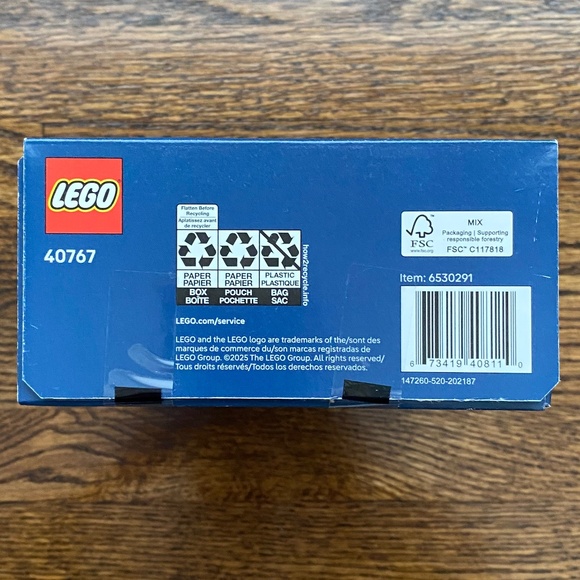 LEGO
40767
Flatten Before
Recycling
Aplatissez avant
de recycler
PAPER
PAPIER
BOX
BOÎTE
PAPER
PAPIER
POUCH
POCHETTE
PLASTIC
PLASTIQUE
BAG
SAC
how2recycle.info
LEGO.com/service
LEGO and the LEGO logo are trademarks of the/sont des
marques de commerce du/son marcas registradas de
LEGO Group. ©2025 The LEGO Group. All rights reserved/
Tous droits réservés/Todos los derechos reservados.
FSC
www.fsc.org
MIX
Packaging | Supporting
responsible forestry
FSC™ C117818
Item: 6530291
6 73419 40811 0
147260-520-202187